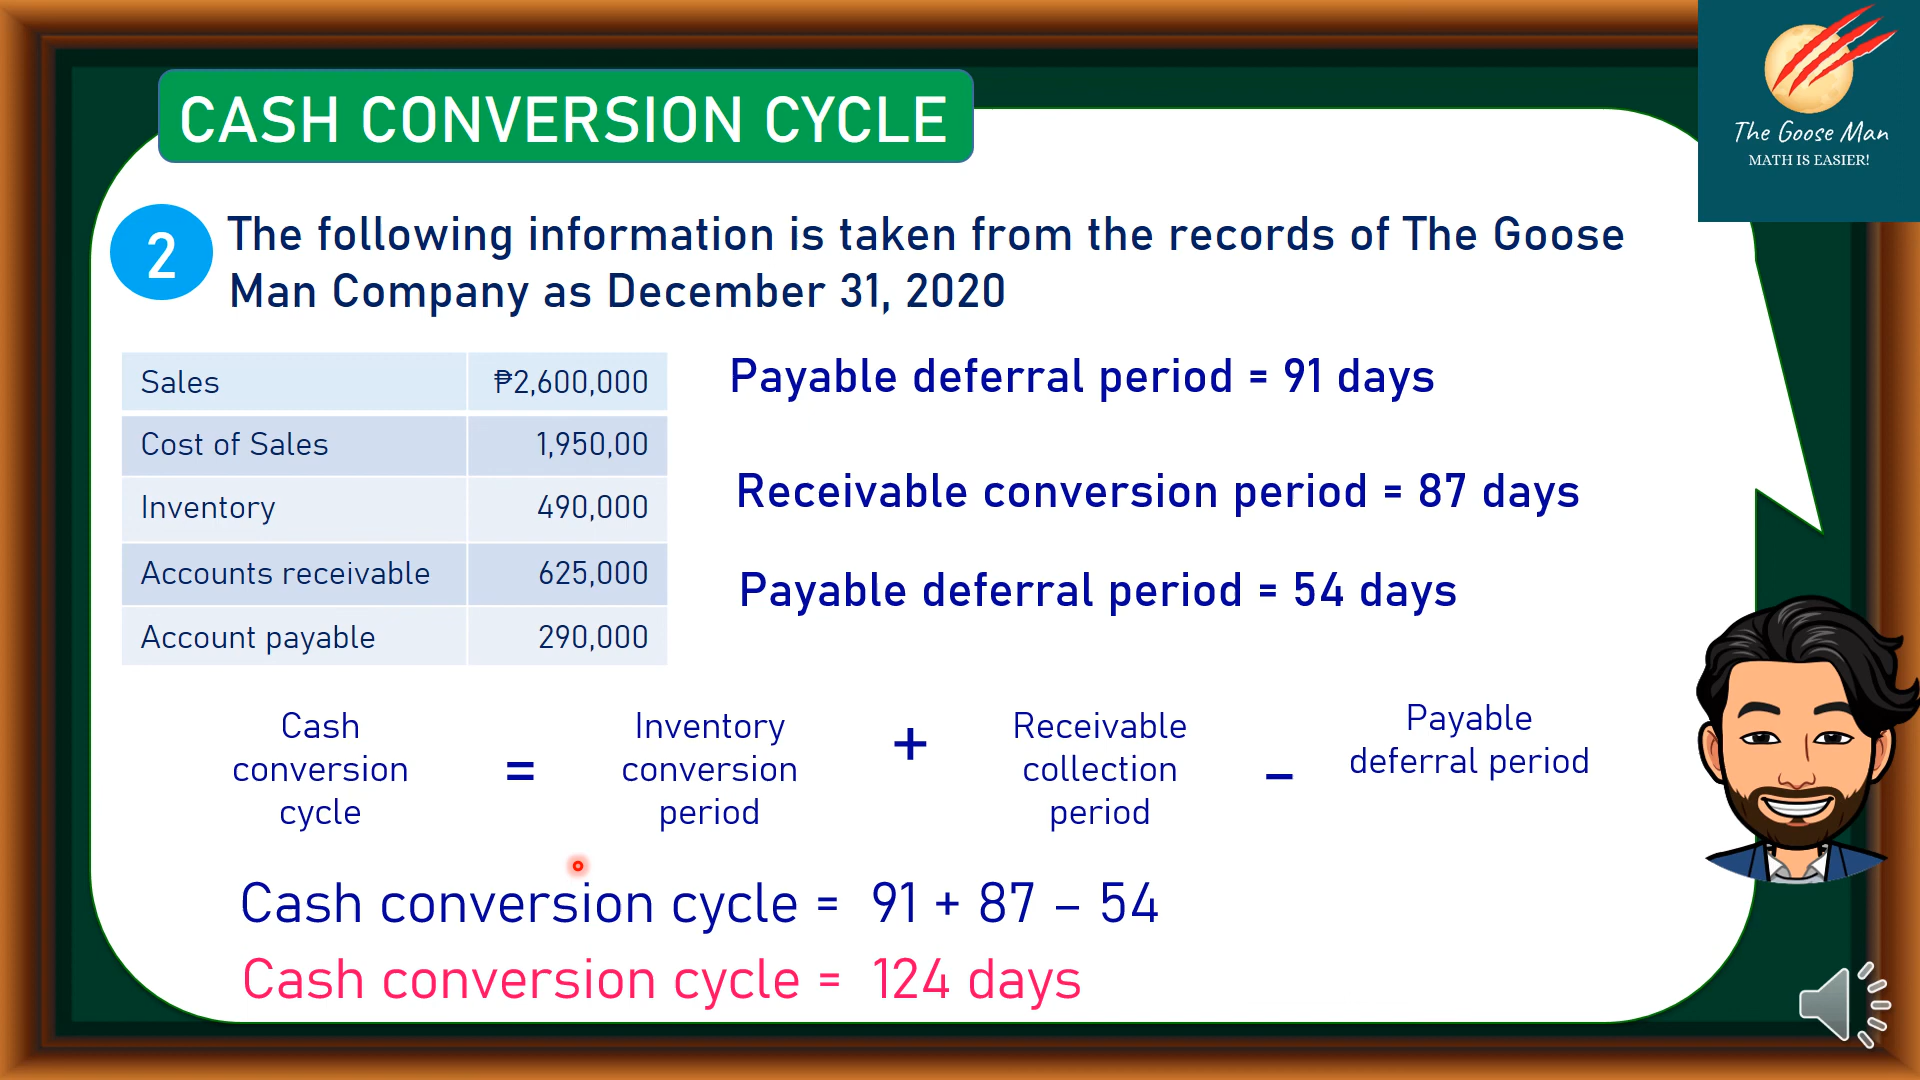 CASH CONVERSION CYCLE
The Goose Man
MATH IS EASIER!
2
The following information is taken from the records of The Goose
Man Company as December 31, 2020
Sales ₱2,600,000
Cost of Sales 1,950,00
Inventory 490,000
Accounts receivable 625,000
Account payable 290,000
Payable deferral period = 91 days
Receivable conversion period = 87 days
Payable deferral period = 54 days
Cash
conversion
cycle
=
Inventory
conversion
period
+
Receivable
collection
period
–
Payable
deferral period
Cash conversion cycle = 91 + 87 – 54
Cash conversion cycle = 124 days